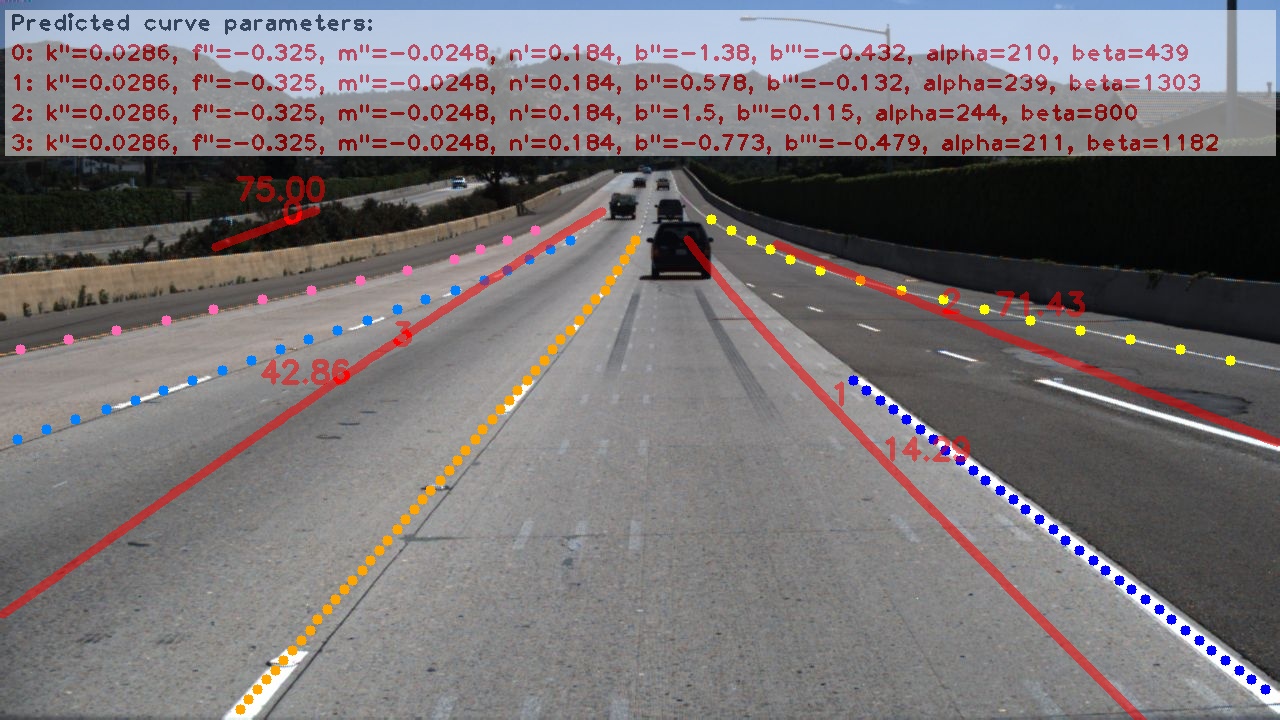 Predicted curve parameters:
0: k''=0.0286, f''=-0.325, m''=-0.0248, n'=0.184, b''=-1.38, b'''=-0.432, alpha=210, beta=439
1: k''=0.0286, f''=-0.325, m''=-0.0248, n'=0.184, b''=0.578, b'''=-0.132, alpha=239, beta=1303
2: k''=0.0286, f''=-0.325, m''=-0.0248, n'=0.184, b''=1.5, b'''=0.115, alpha=244, beta=800
3: k''=0.0286, f''=-0.325, m''=-0.0248, n'=0.184, b''=-0.773, b'''=-0.479, alpha=211, beta=1182
75.00
0
2 71.43
3
42.86
1
14.29